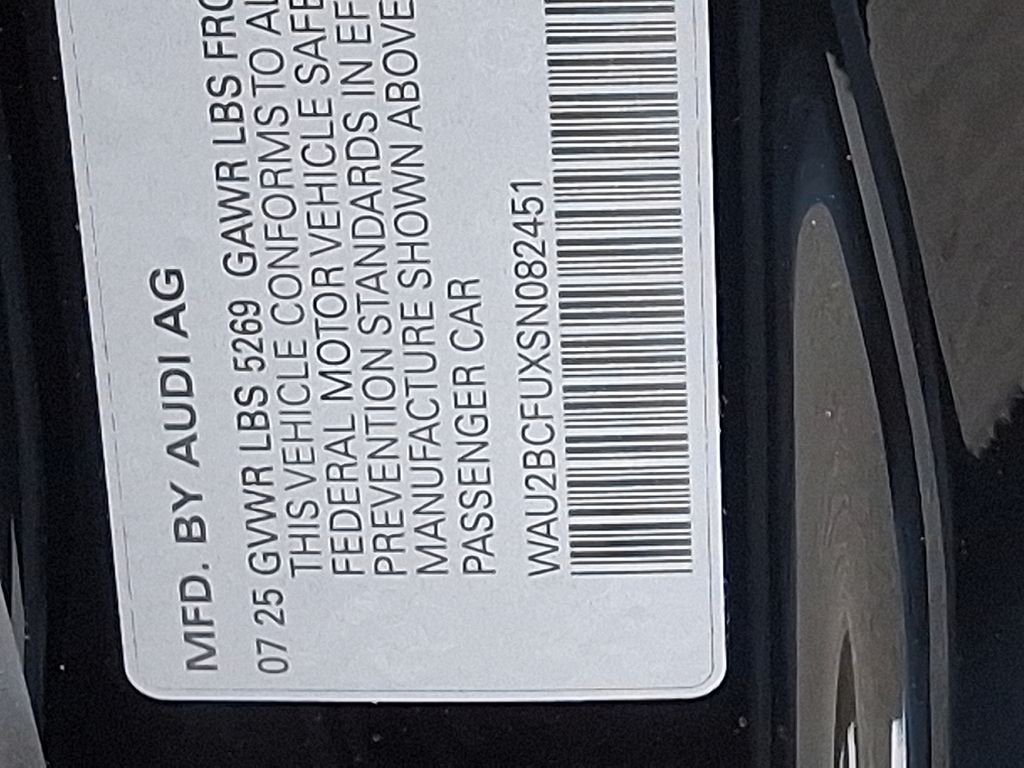 MFD. BY AUDI AG
07 25 GVWR LBS 5269 GAWR LBS
THIS VEHICLE CONFORMS TO
FEDERAL MOTOR VEHICLE
PREVENTION STANDARDS IN
MANUFACTURE SHOWN ABOVE
PASSENGER CAR
WAU2BCFUXSN082451